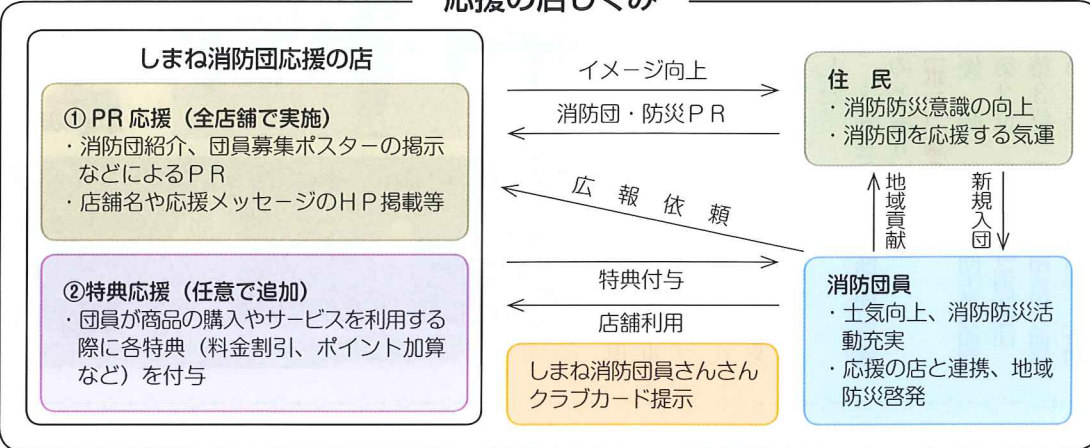 応援の店しくみ
しまね消防団応援の店
① PR 応援（全店舗で実施）
・消防団紹介、団員募集ポスターの掲示
などによるＰＲ
・店舗名や応援メッセージのＨＰ掲載等
②特典応援（任意で追加）
・団員が商品の購入やサービスを利用する
際に各特典（料金割引、ポイント加算
など）を付与
イメージ向上
消防団・防災ＰＲ
広報依頼
特典付与
店舗利用
しまね消防団員さんさん
クラブカード提示
住　民
・消防防災意識の向上
・消防団を応援する気運
地域貢献
新規入団
消防団員
・士気向上、消防防災活
動充実
・応援の店と連携、地域
防災啓発